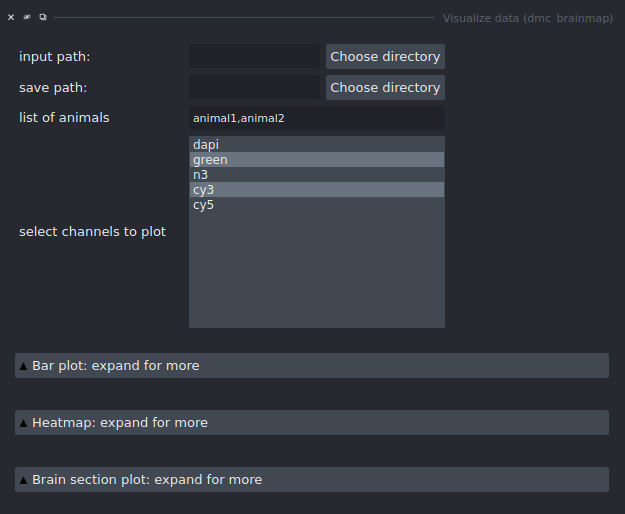 Visualize data (dmc_brainmap)
input path:
Choose directory
save path:
Choose directory
list of animals
animal1,animal2
dapi
green
n3
cy3
cy5
select channels to plot
▲ Bar plot: expand for more
▲ Heatmap: expand for more
▲ Brain section plot: expand for more